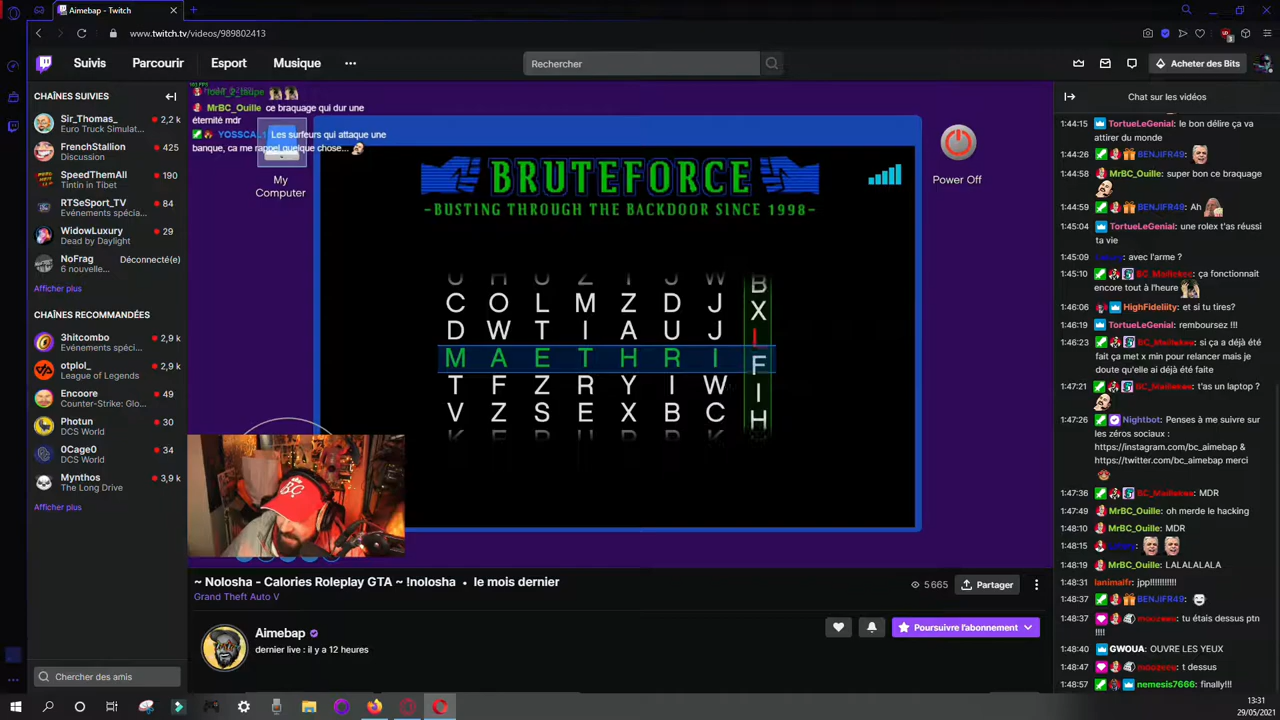 Aimebap - Twitch
www.twitch.tv/videos/989802413
Suivis
Parcourir
Esport
Musique
Rechercher
Acheter des Bits
CHAÎNES SUIVIES
Sir_Thomas_ 2,2 k
Euro Truck Simulat...
FrenchStallion 425
Discussion
SpeedThemAll 190
Tintin in Tibet
RTSeSport_TV 84
Événements spécia...
WidowLuxury 29
Dead by Daylight
NoFrag Déconnecté(e)
6 nouvelle...
Afficher plus
CHAÎNES RECOMMANDÉES
3hitcombo 2,9 k
Événements spéci...
otplol_ 2,9 k
League of Legends
Encoore 49
Counter-Strike: Glo...
Photun 30
DCS World
0Cage0 34
DCS World
Mynthos 3,9 k
The Long Drive
Afficher plus
Chercher des amis
MrBC_Ouille ce braquage qui dur une
éternité mdr
Les surfeurs qui attaque une
banque, ca me rappel quelque chose...
My
Computer
BRUTEFORCE
-BUSTING THROUGH THE BACKDOOR SINCE 1998-
Power Off
C O L M Z D J X
D W T I A U J L
M A E T H R I F
T F Z R Y I W I
V Z S E X B C H
~ Nolosha - Calories Roleplay GTA ~ !nolosha • le mois dernier
Grand Theft Auto V
5 665
Partager
Aimebap
dernier live : il y a 12 heures
Poursuivre l'abonnement
Chat sur les vidéos
1:44:15 TortueLeGenial: le bon délire ça va
attirer du monde
1:44:26 BENJIFR49:
1:44:58 MrBC_Ouille: super bon ce braquage
1:44:59 BENJIFR49: Ah
1:45:04 TortueLeGenial: une rolex t'as réussi
ta vie
1:45:09 avec l'arme ?
1:45:10 BC_Maliekee: ça fonctionnait
encore tout à l'heure
1:46:06 HighFideliity: et si tu tires?
1:46:19 TortueLeGenial: remboursez !!!
1:46:23 si ça a déjà été
fait ça met x min pour relancer mais je
doute qu'elle ai déjà été faite
1:47:21 t'as un laptop ?
1:47:26 Nightbot: Penses à me suivre sur
les zéros sociaux :
https://instagram.com/bc_aimebap &
https://twitter.com/bc_aimebap merci
1:47:36 MDR
1:47:39 MrBC_Ouille: oh merde le hacking
1:48:10 MrBC_Ouille: MDR
1:48:15
1:48:19 MrBC_Ouille: LALALALALA
1:48:31 lanimalfr: jpp!!!!!!!!!!!
1:48:37 BENJIFR49:
1:48:37 tu étais dessus ptn
!!!!
1:48:40 GWOUA: OUVRE LES YEUX
1:48:47 t dessus
1:48:57 nemesis7666: finally!!!
13:31
29/05/2021